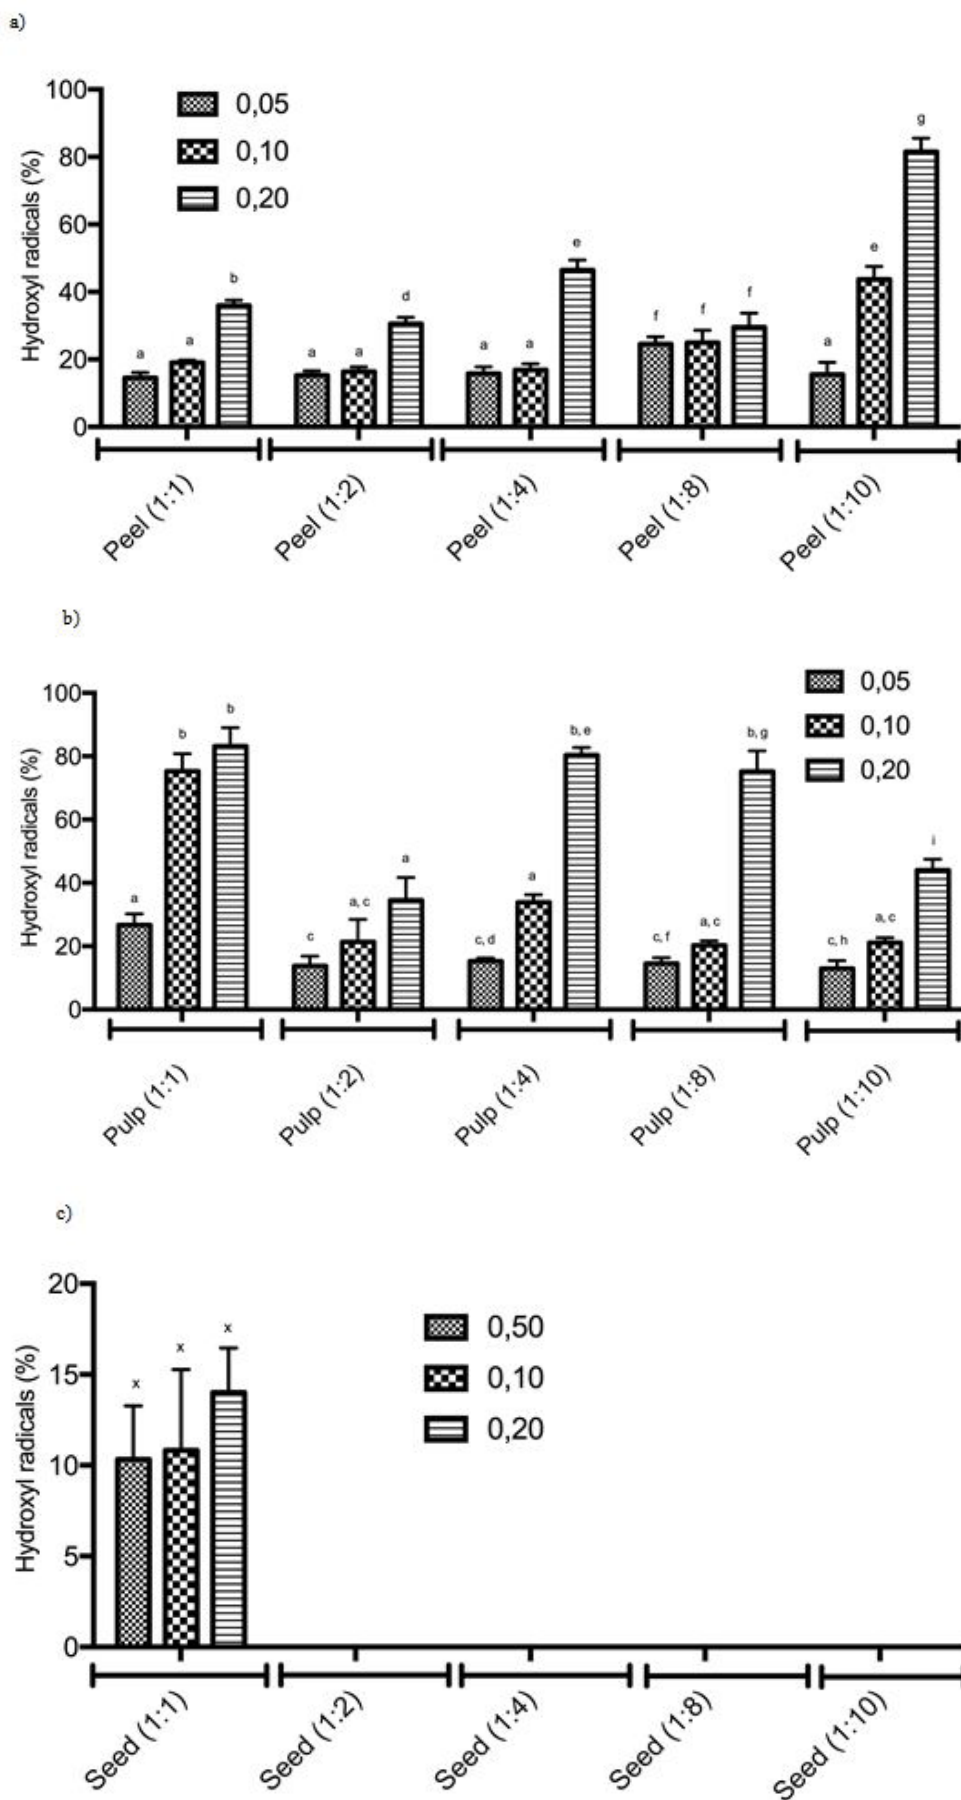 a)
Hydroxyl radicals (%)
100
80
60
40
20
0
0,05
0,10
0,20
a a b
a a d
a a e
f f f
a e g
Peel (1:1)
Peel (1:2)
Peel (1:4)
Peel (1:8)
Peel (1:10)
b)
Hydroxyl radicals (%)
100
80
60
40
20
0
0,05
0,10
0,20
a b b
c a, c a
c, d a b, e
c, f a, c b, g
c, h a, c i
Pulp (1:1)
Pulp (1:2)
Pulp (1:4)
Pulp (1:8)
Pulp (1:10)
c)
Hydroxyl radicals (%)
20
15
10
5
0
0,50
0,10
0,20
x x x
Seed (1:1)
Seed (1:2)
Seed (1:4)
Seed (1:8)
Seed (1:10)